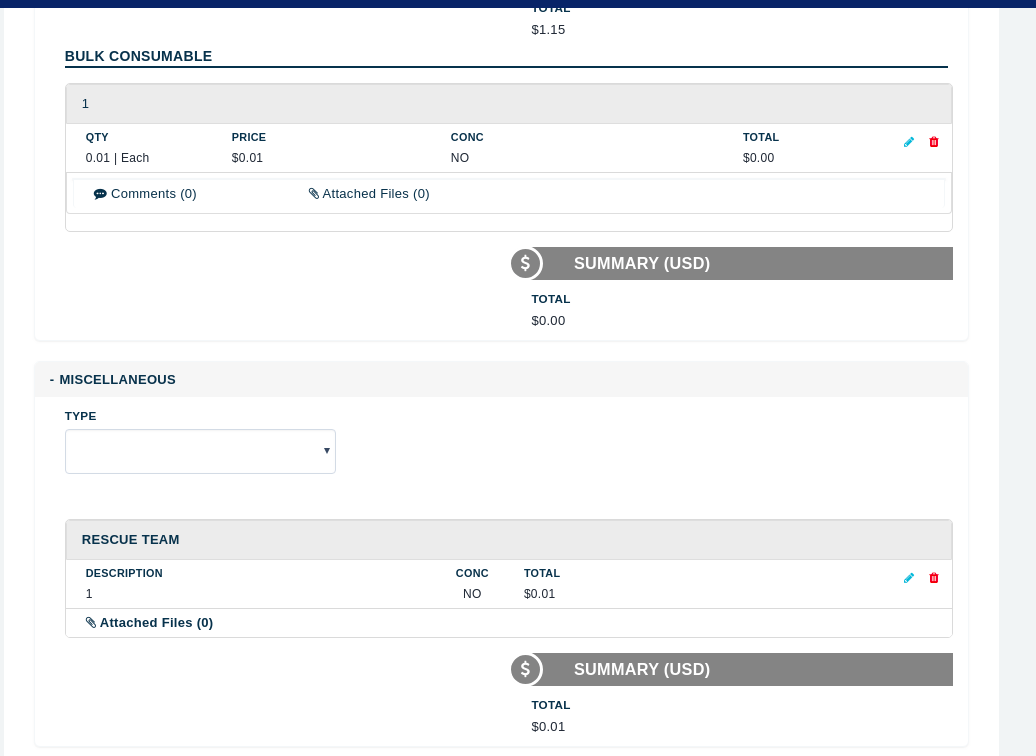 TOTAL
$1.15
BULK CONSUMABLE
1
QTY PRICE CONC TOTAL
0.01 | Each $0.01 NO $0.00
Comments (0) Attached Files (0)
$ SUMMARY (USD)
TOTAL
$0.00
- MISCELLANEOUS
TYPE
RESCUE TEAM
DESCRIPTION CONC TOTAL
1 NO $0.01
Attached Files (0)
$ SUMMARY (USD)
TOTAL
$0.01